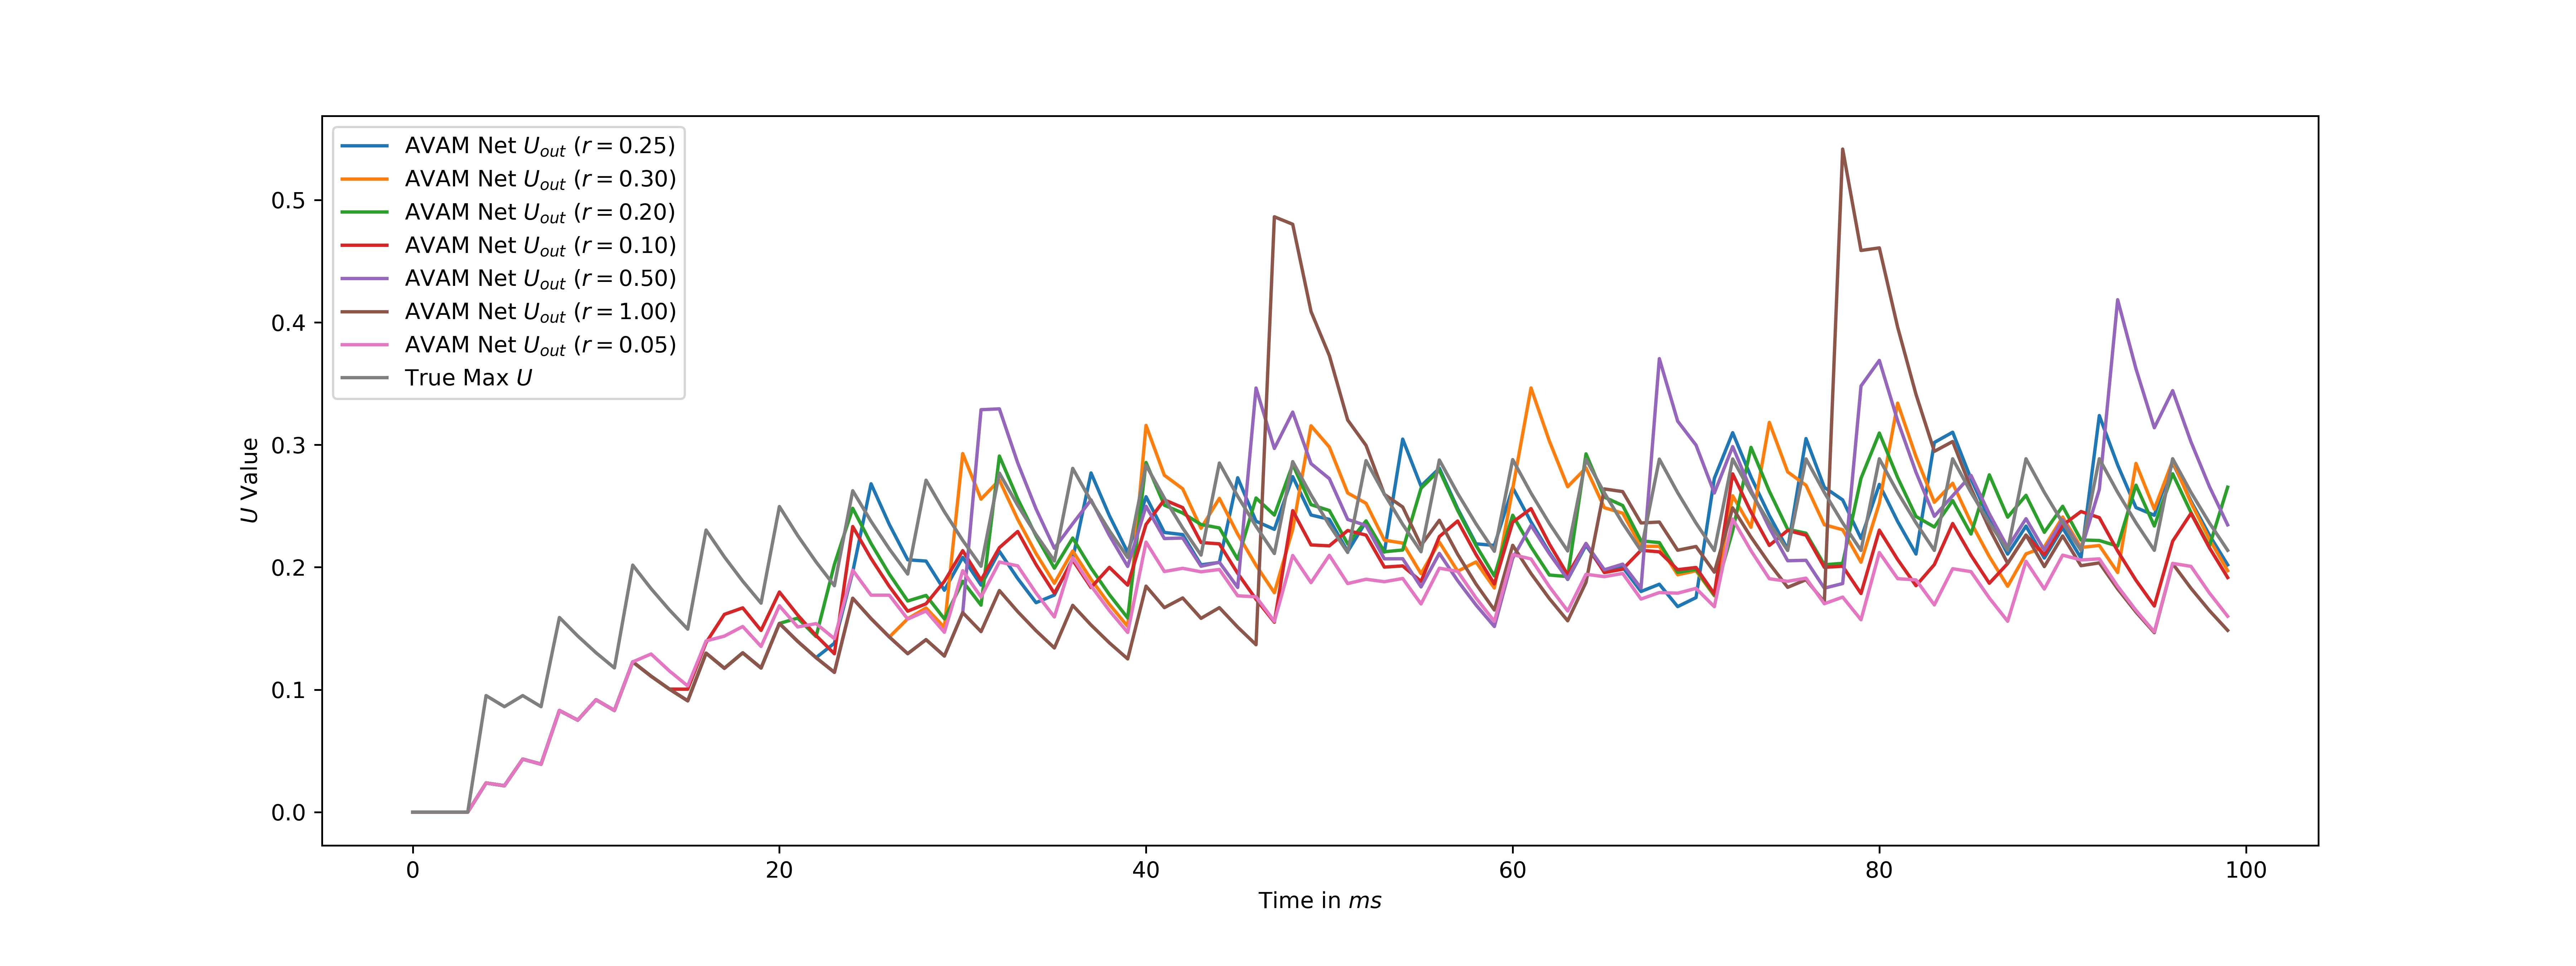 AVAM Net U_out (r = 0.25)
AVAM Net U_out (r = 0.30)
AVAM Net U_out (r = 0.20)
AVAM Net U_out (r = 0.10)
AVAM Net U_out (r = 0.50)
AVAM Net U_out (r = 1.00)
AVAM Net U_out (r = 0.05)
True Max U
0.5
0.4
0.3
0.2
0.1
0.0
U Value
0 20 40 60 80 100
Time in ms